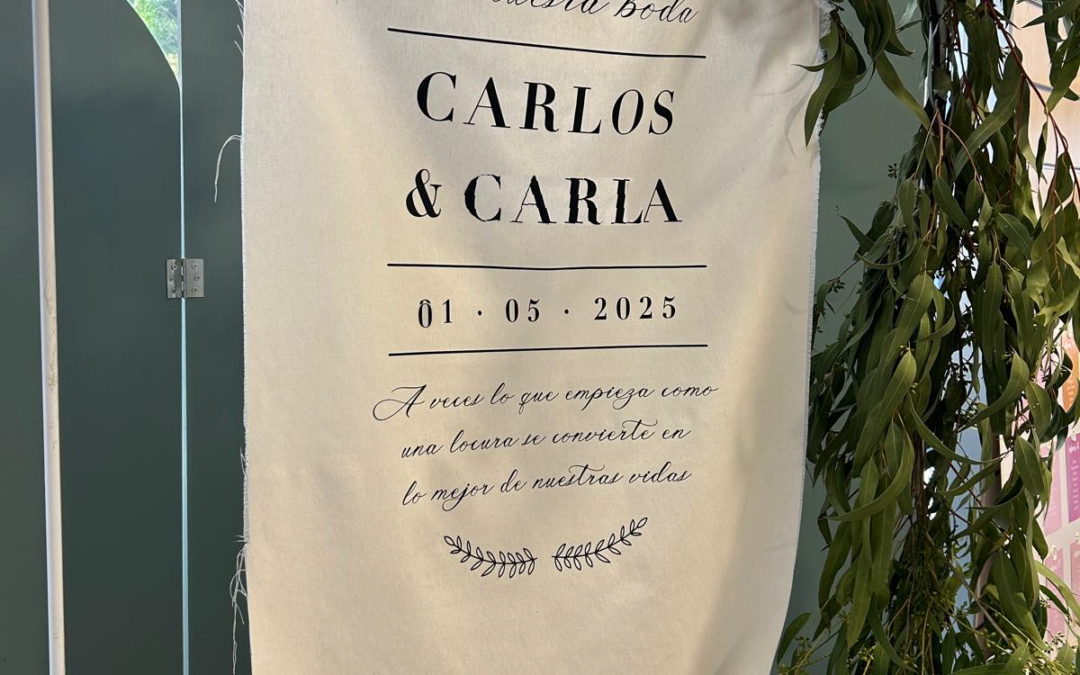 nuestra Boda
CARLOS
& CARLA
01 · 05 · 2025
A veces lo que empieza como
una locura se convierte en
lo mejor de nuestras vidas